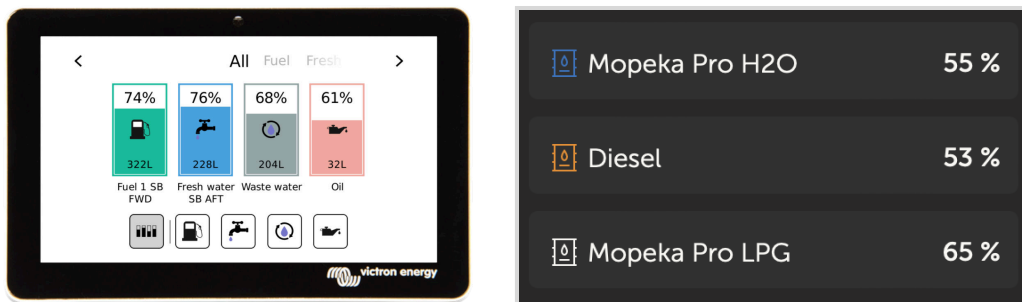 All Fuel Fresh
74% 76% 68% 61%
322L 228L 204L 32L
Fuel 1 SB Fresh water Waste water Oil
FWD SB AFT
victron energy
Mopeka Pro H2O 55 %
Diesel 53 %
Mopeka Pro LPG 65 %